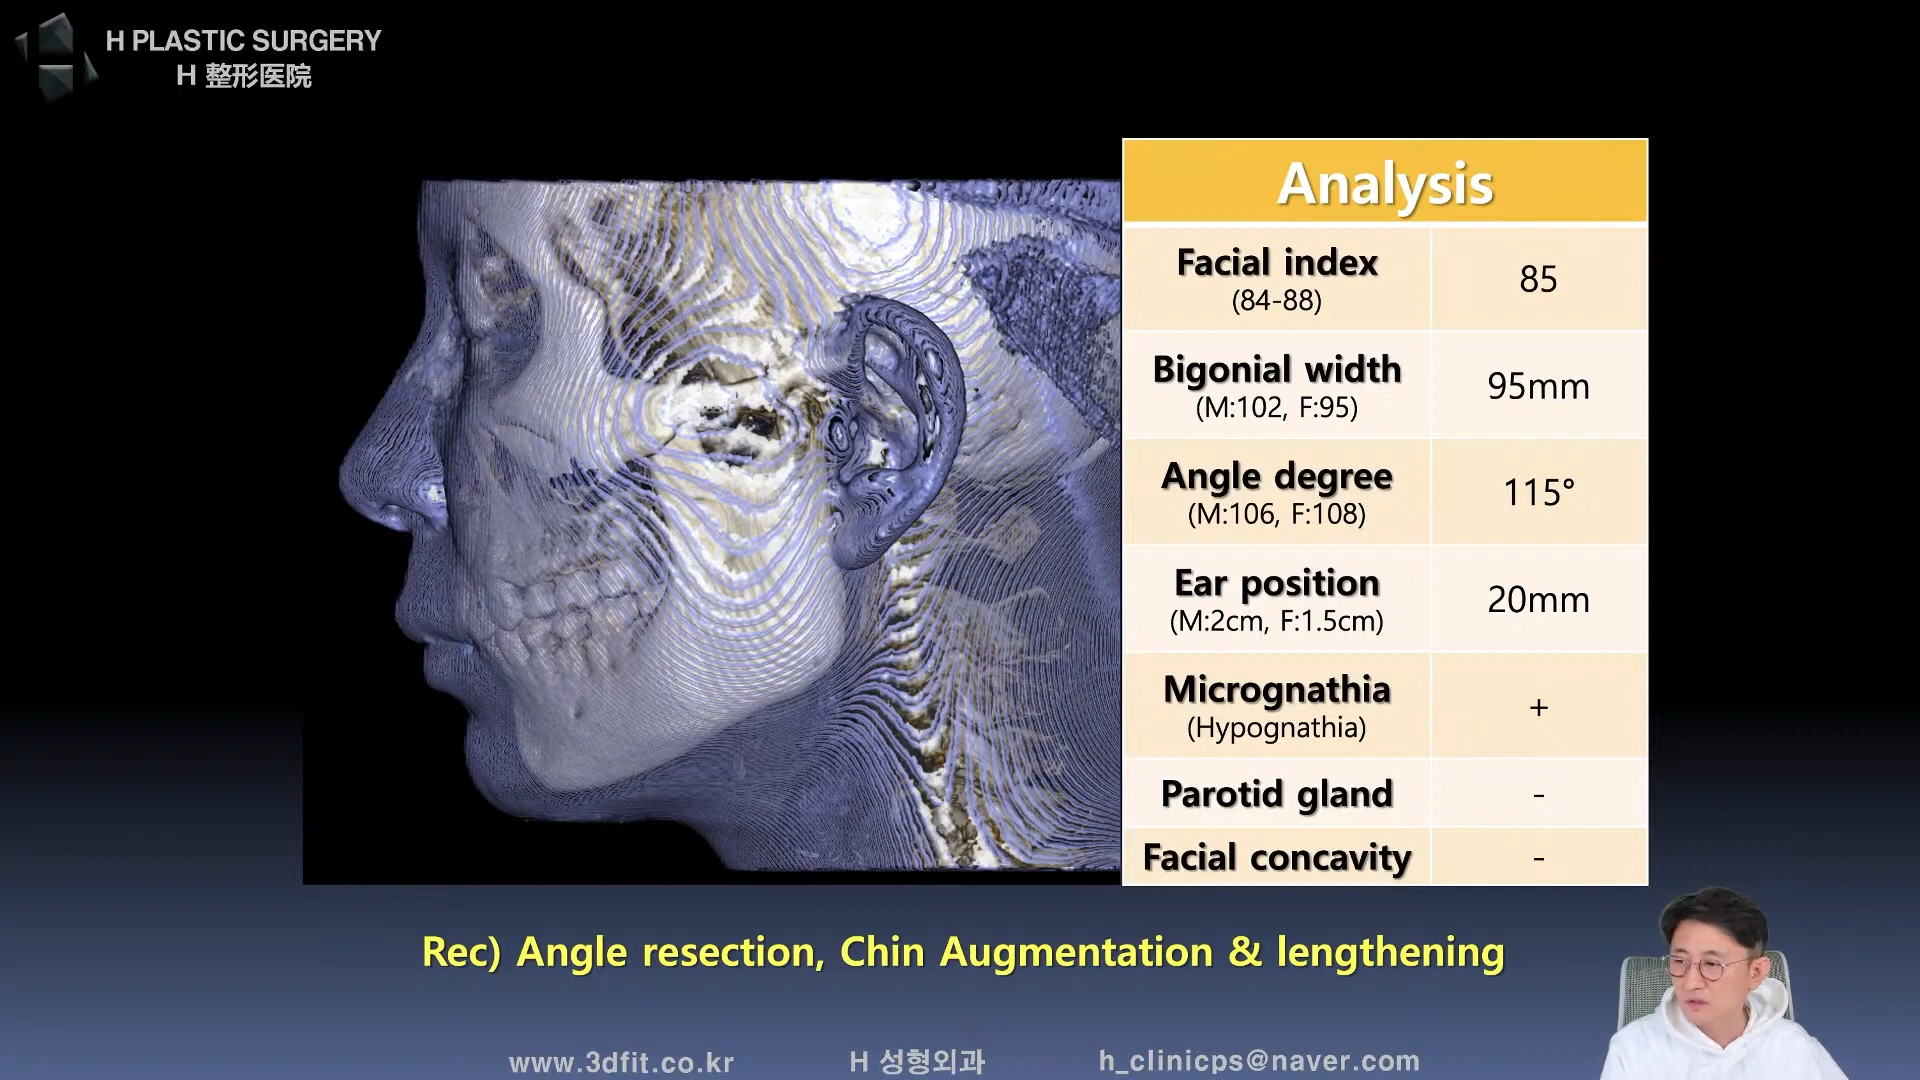 H PLASTIC SURGERY
H 整形医院
Analysis
Facial index
(84-88)
85
Bigonial width
(M:102, F:95)
95mm
Angle degree
(M:106, F:108)
115°
Ear position
(M:2cm, F:1.5cm)
20mm
Micrognathia
(Hypognathia)
+
Parotid gland
-
Facial concavity
-
Rec) Angle resection, Chin Augmentation & lengthening
www.3dfit.co.kr
H 성형외과
h_clinicps@naver.com